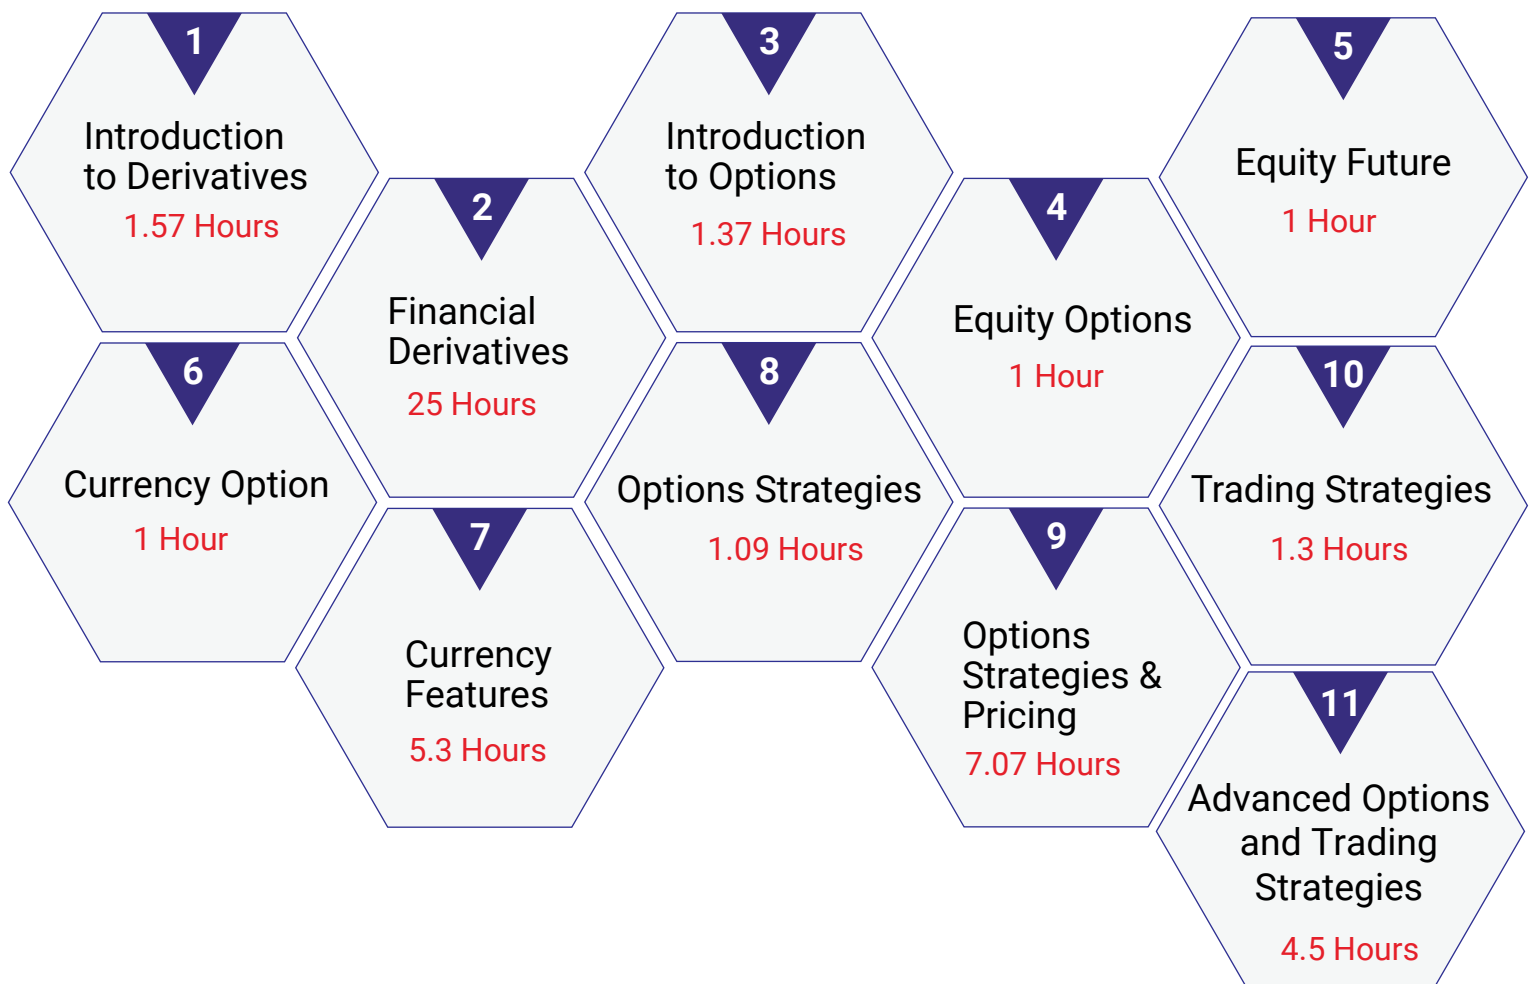 1
Introduction
to Derivatives
1.57 Hours
2
Financial
Derivatives
25 Hours
3
Introduction
to Options
1.37 Hours
4
Equity Options
1 Hour
5
Equity Future
1 Hour
6
Currency Option
1 Hour
7
Currency
Features
5.3 Hours
8
Options Strategies
1.09 Hours
9
Options
Strategies &
Pricing
7.07 Hours
10
Trading Strategies
1.3 Hours
11
Advanced Options
and Trading
Strategies
4.5 Hours